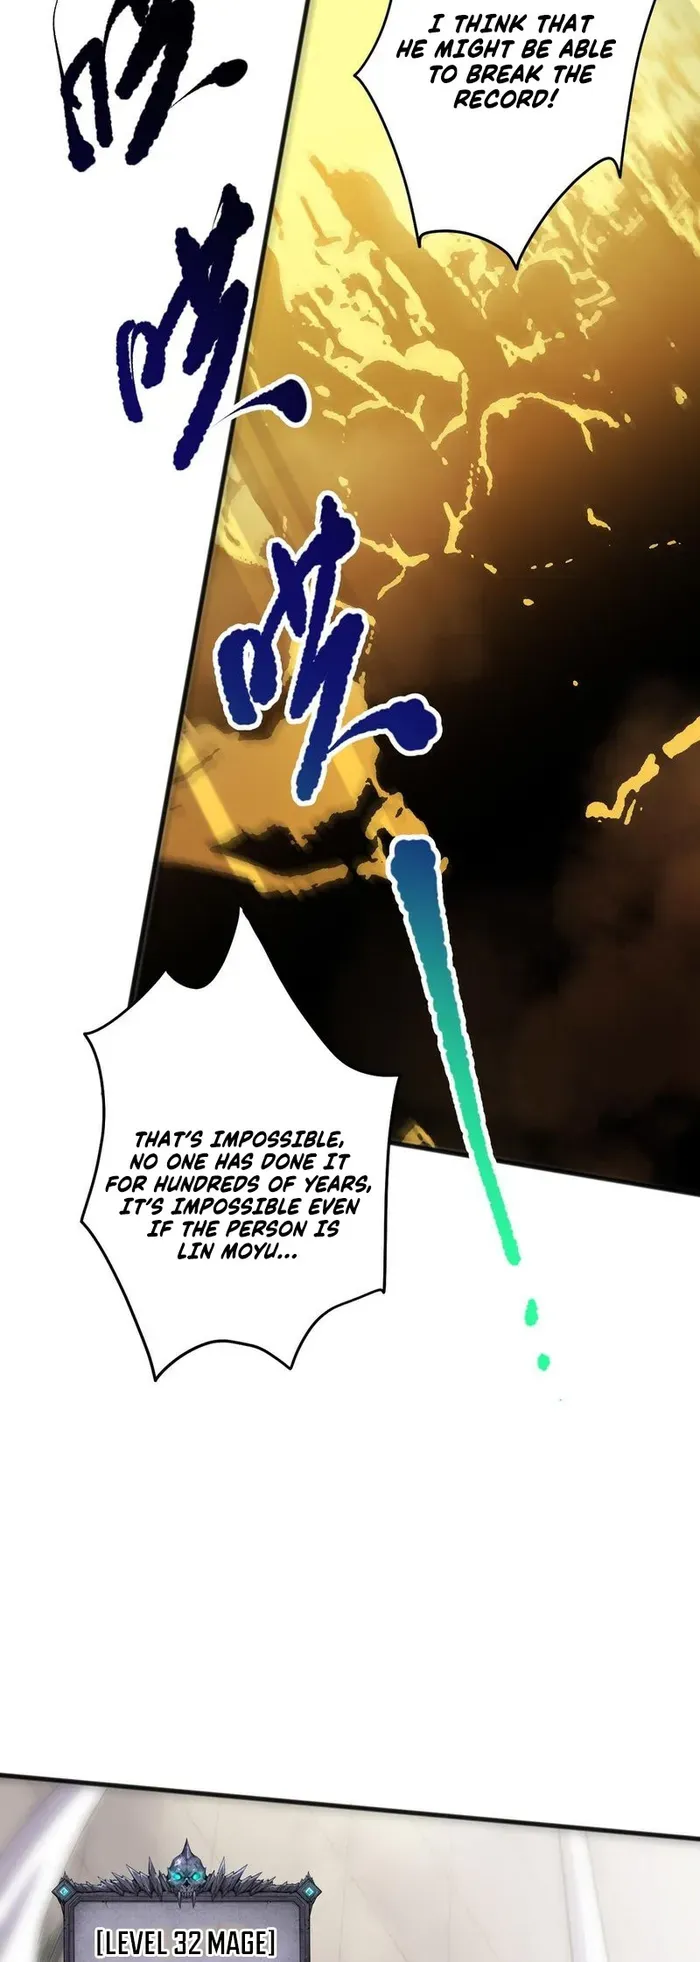 I THINK THAT
HE MIGHT BE ABLE
TO BREAK THE
RECORD!
THAT'S IMPOSSIBLE,
NO ONE HAS DONE IT
FOR HUNDREDS OF YEARS,
IT'S IMPOSSIBLE EVEN
IF THE PERSON IS
LIN MOYU...
[LEVEL 32 MAGE]